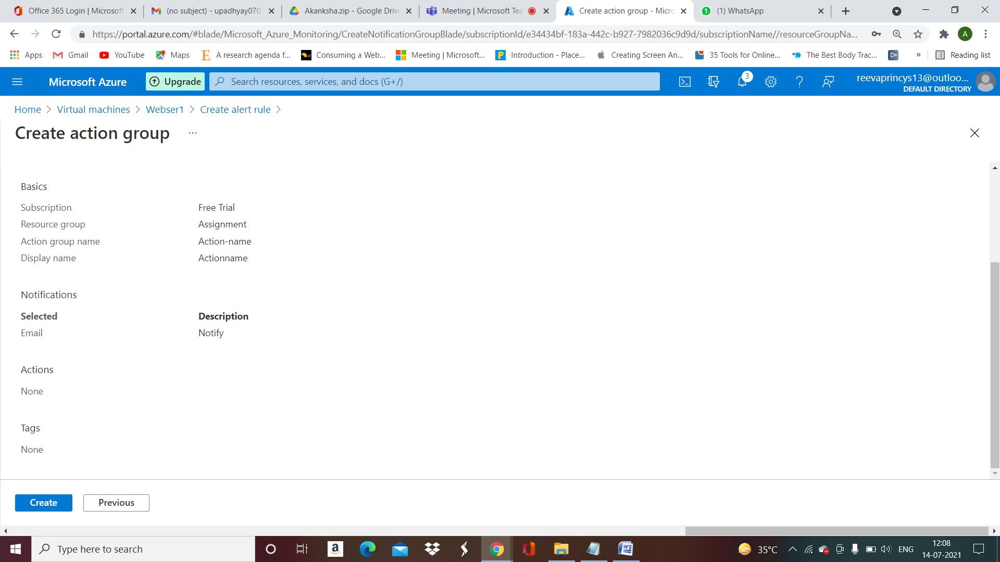 Office 365 Login | Microsoft
(no subject) - upadhyay070
Akanksha.zip - Google Drive
Meeting | Microsoft Tea
Create action group - Micro
(1) WhatsApp
https://portal.azure.com/#blade/Microsoft_Azure_Monitoring/CreateNotificationGroupBlade/subscriptionId/e34434bf-183a-442c-b927-7982036c9d9d/subscriptionName//resourceGroupNa...
A
Apps
Gmail
YouTube
Maps
A research agenda f...
Consuming a Web...
Meeting | Microsoft...
Introduction - Place...
Creating Screen An...
35 Tools for Online...
The Best Body Trac...
»
Reading list
Microsoft Azure
Upgrade
Search resources, services, and docs (G+/)
3
reevaprincys13@outloo...
DEFAULT DIRECTORY
Home > Virtual machines > Webser1 > Create alert rule >
Create action group ...
Basics
Subscription Free Trial
Resource group Assignment
Action group name Action-name
Display name Actionname
Notifications
Selected Description
Email Notify
Actions
None
Tags
None
Create Previous
Type here to search
35°C
ENG
12:08
14-07-2021